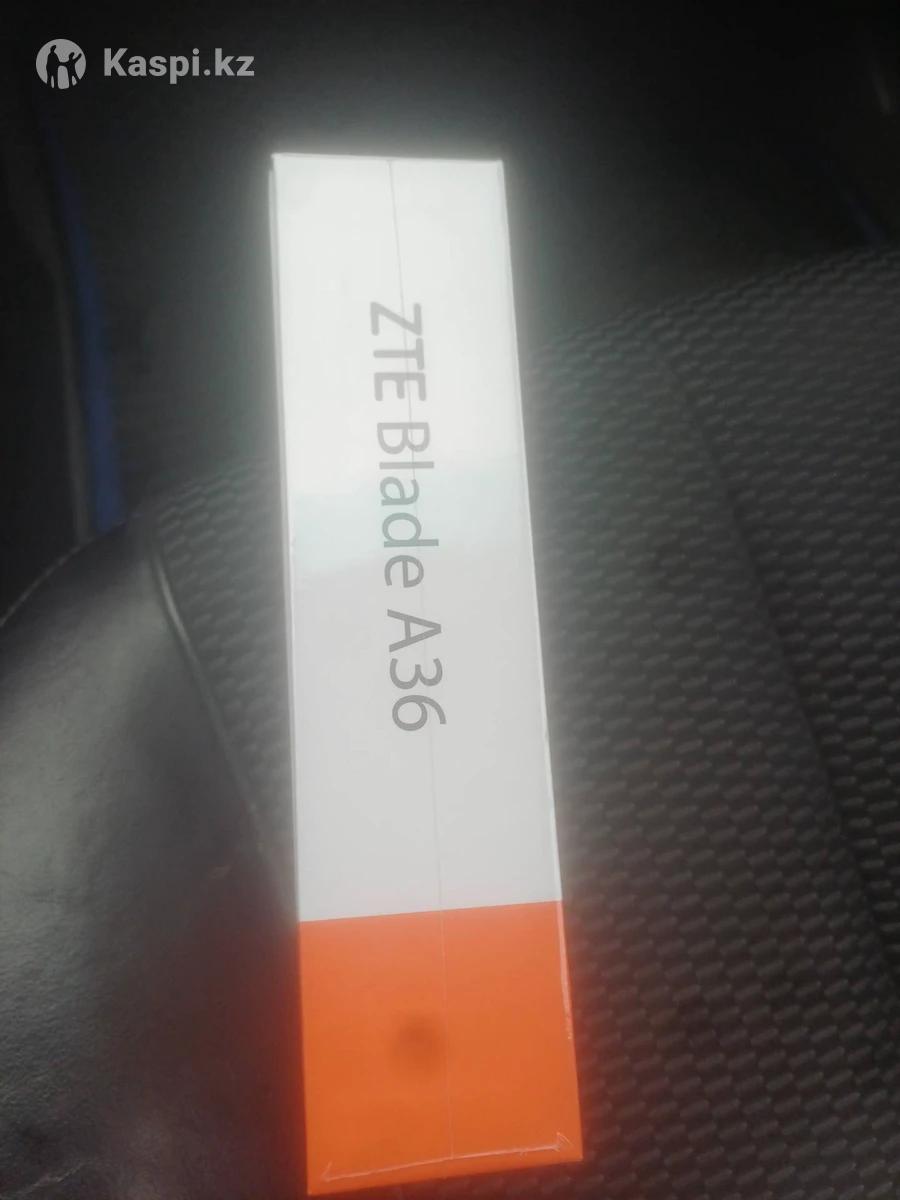 Kaspi.kz
ZTE Blade A36